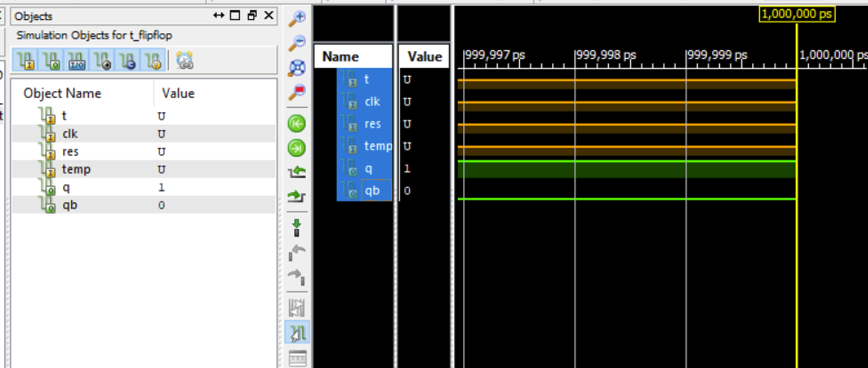 Objects
Simulation Objects for t_flipflop
Object Name Value
t U
clk U
res U
temp U
q 1
qb 0
1,000,000 ps
Name Value
999,997 ps 999,998 ps 999,999 ps 1,000,000 ps
t U
clk U
res U
temp U
q 1
qb 0